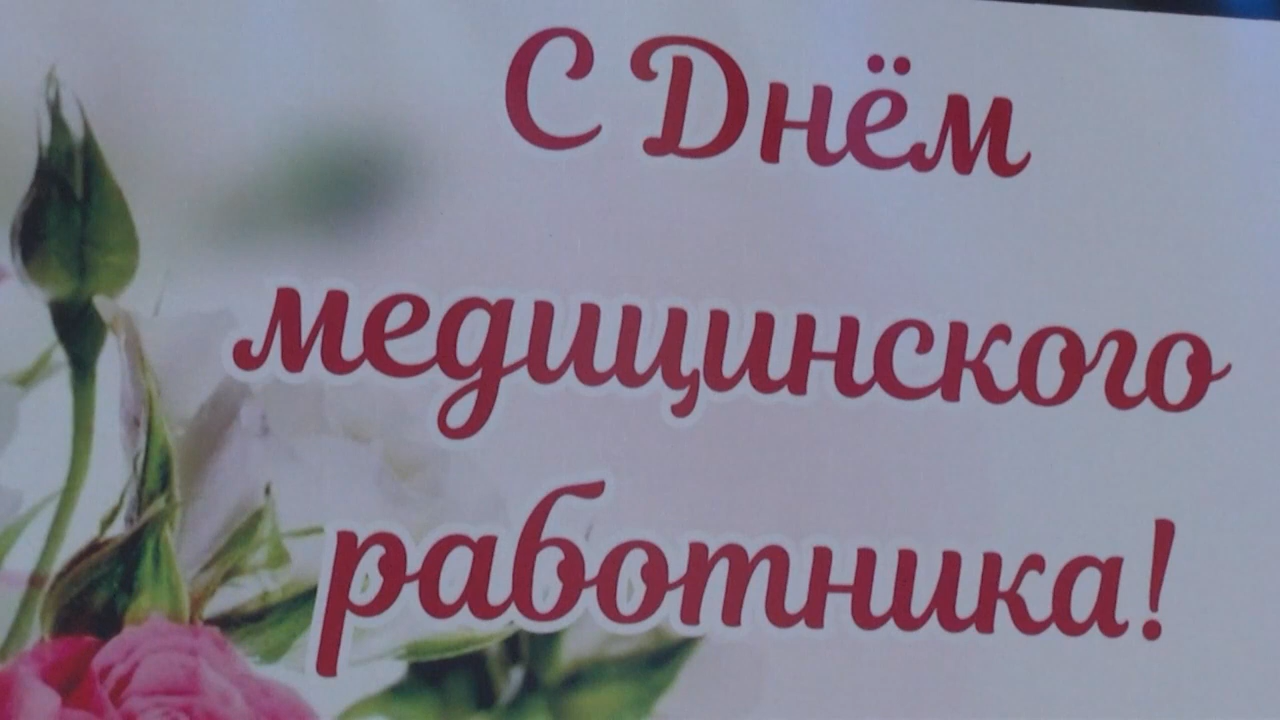 С Днём
медицинского
работника!